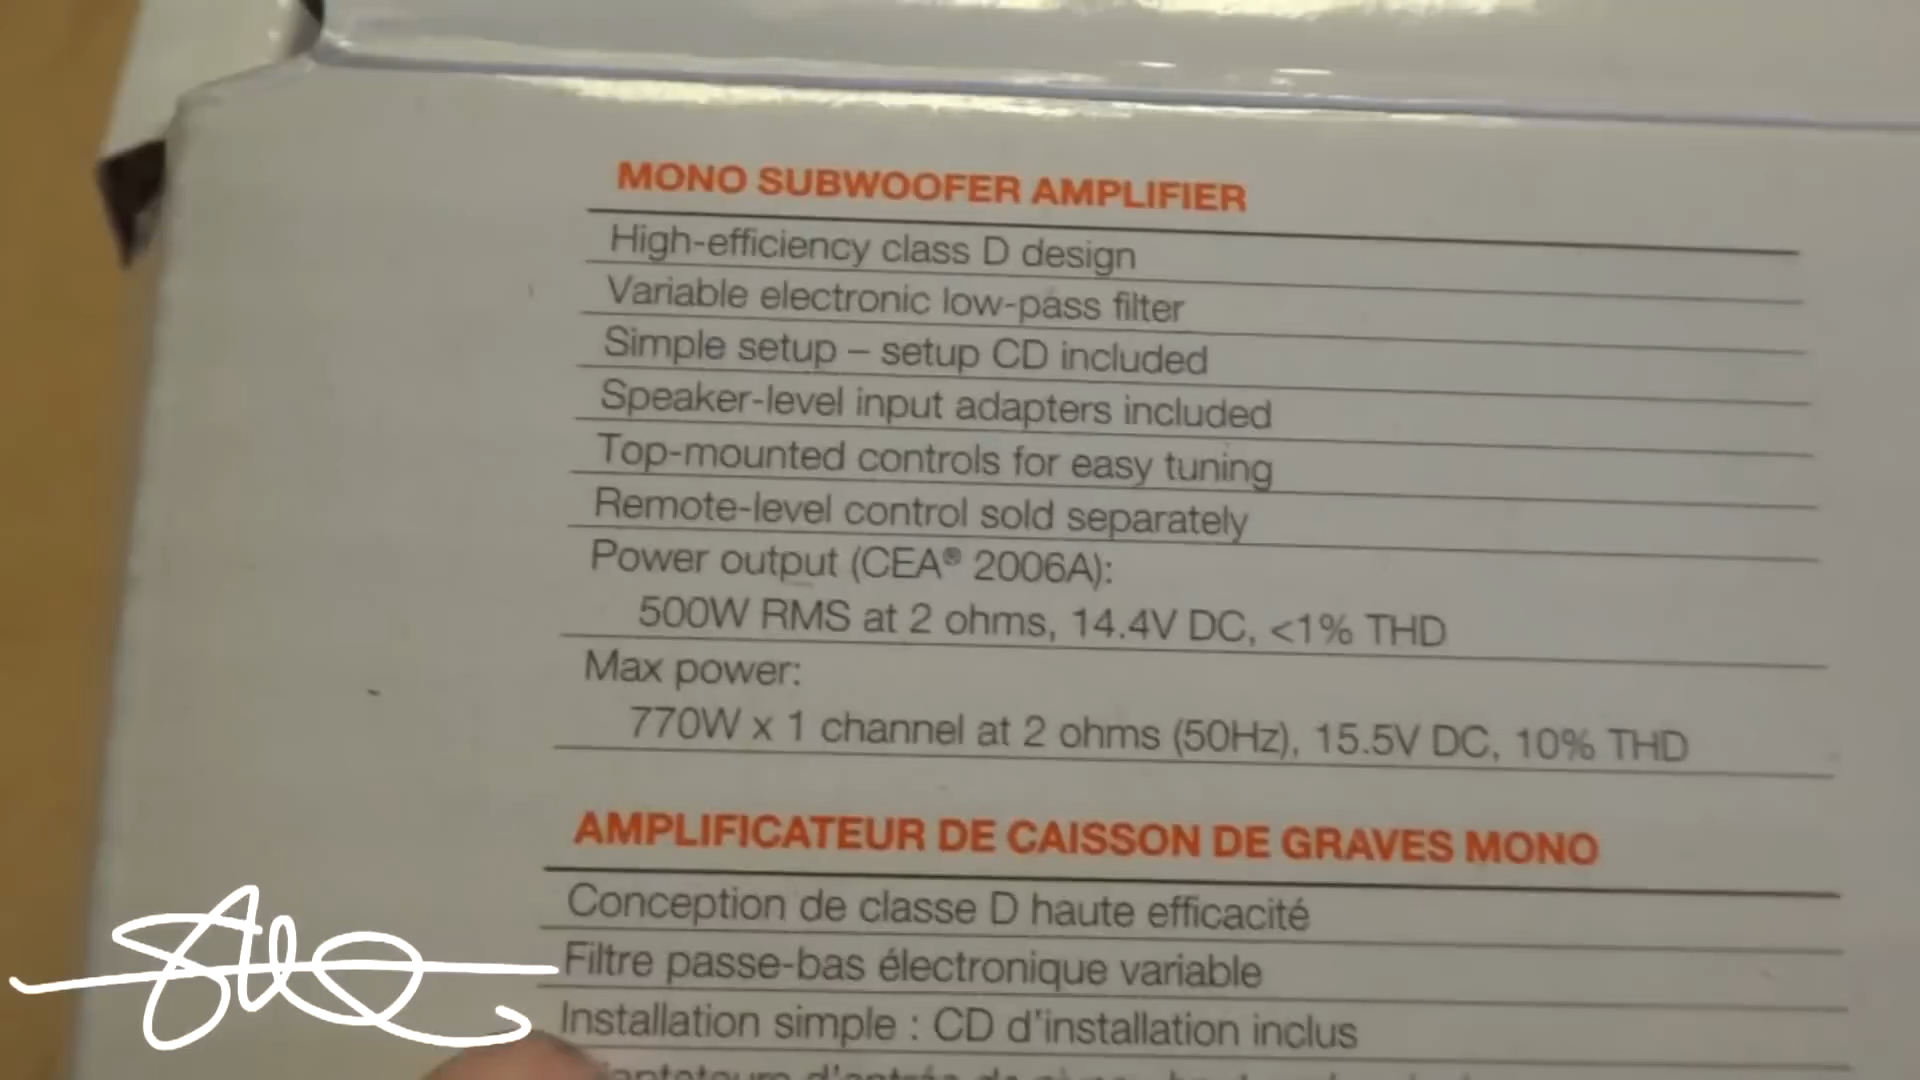 MONO SUBWOOFER AMPLIFIER
High-efficiency class D design
Variable electronic low-pass filter
Simple setup – setup CD included
Speaker-level input adapters included
Top-mounted controls for easy tuning
Remote-level control sold separately
Power output (CEA® 2006A):
500W RMS at 2 ohms, 14.4V DC, <1% THD
Max power:
770W x 1 channel at 2 ohms (50Hz), 15.5V DC, 10% THD
AMPLIFICATEUR DE CAISSON DE GRAVES MONO
Conception de classe D haute efficacité
Filtre passe-bas électronique variable
Installation simple : CD d'installation inclus